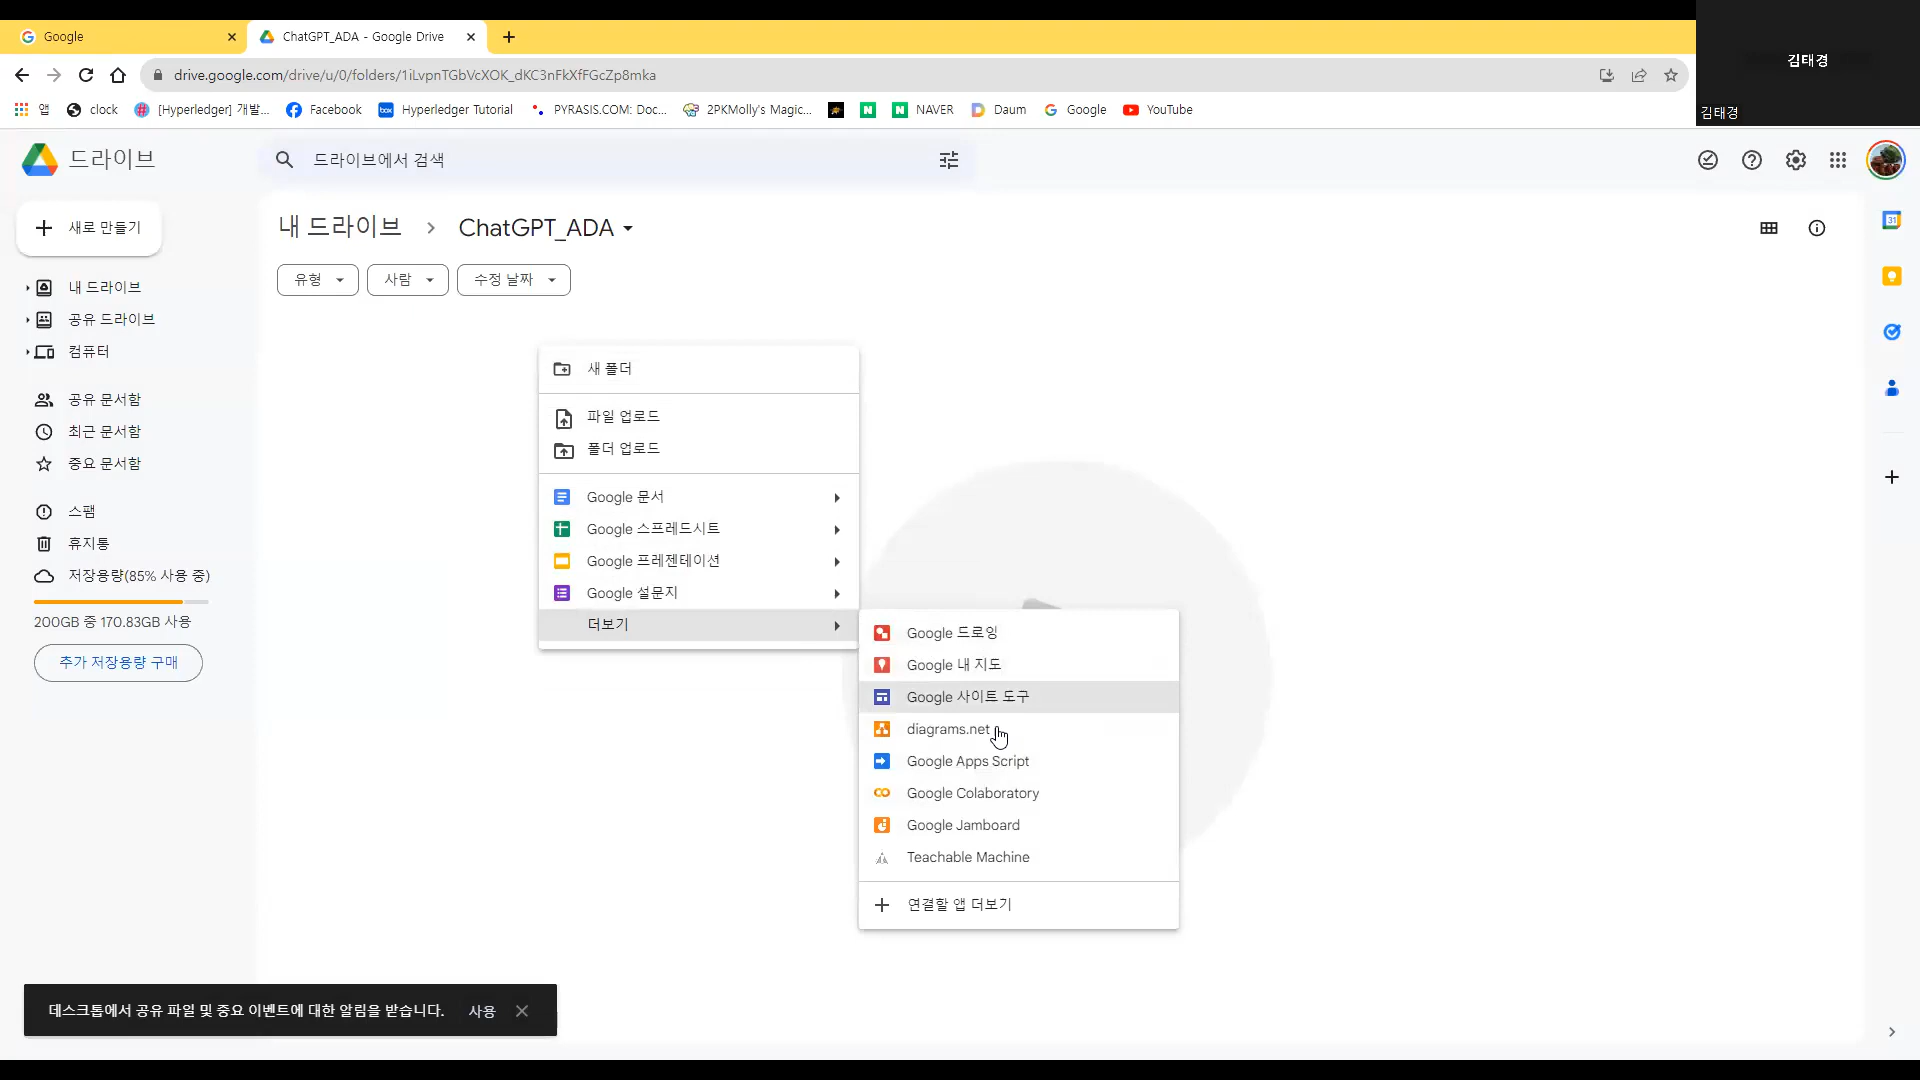 Google
ChatGPT_ADA - Google Drive
김태경
drive.google.com/drive/u/0/folders/1iLvpnTGbVcXOK_dKC3nFkXfFGcZp8mka
앱
clock
[Hyperledger] 개발...
Facebook
box
Hyperledger Tutorial
PYRASIS.COM: Doc...
2PKMolly's Magic...
N
N
NAVER
Daum
Google
YouTube
김태경
드라이브
드라이브에서 검색
새로 만들기
내 드라이브
ChatGPT_ADA
31
유형
사람
수정 날짜
내 드라이브
공유 드라이브
컴퓨터
공유 문서함
최근 문서함
중요 문서함
스팸
휴지통
저장용량(85% 사용 중)
200GB 중 170.83GB 사용
추가 저장용량 구매
새 폴더
파일 업로드
폴더 업로드
Google 문서
Google 스프레드시트
Google 프레젠테이션
Google 설문지
더보기
Google 드로잉
Google 내 지도
Google 사이트 도구
diagrams.net
Google Apps Script
Google Colaboratory
Google Jamboard
Teachable Machine
연결할 앱 더보기
데스크톱에서 공유 파일 및 중요 이벤트에 대한 알림을 받습니다.
사용